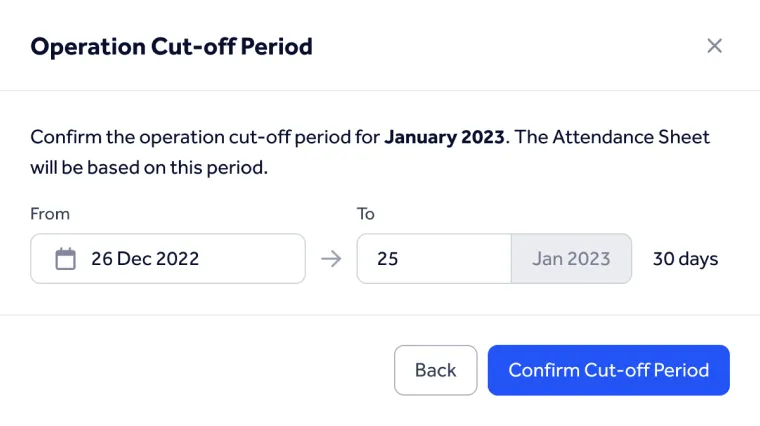 Operation Cut-off Period
Confirm the operation cut-off period for January 2023. The Attendance Sheet
will be based on this period.
From
To
26 Dec 2022
25
Jan 2023
30 days
Back
Confirm Cut-off Period